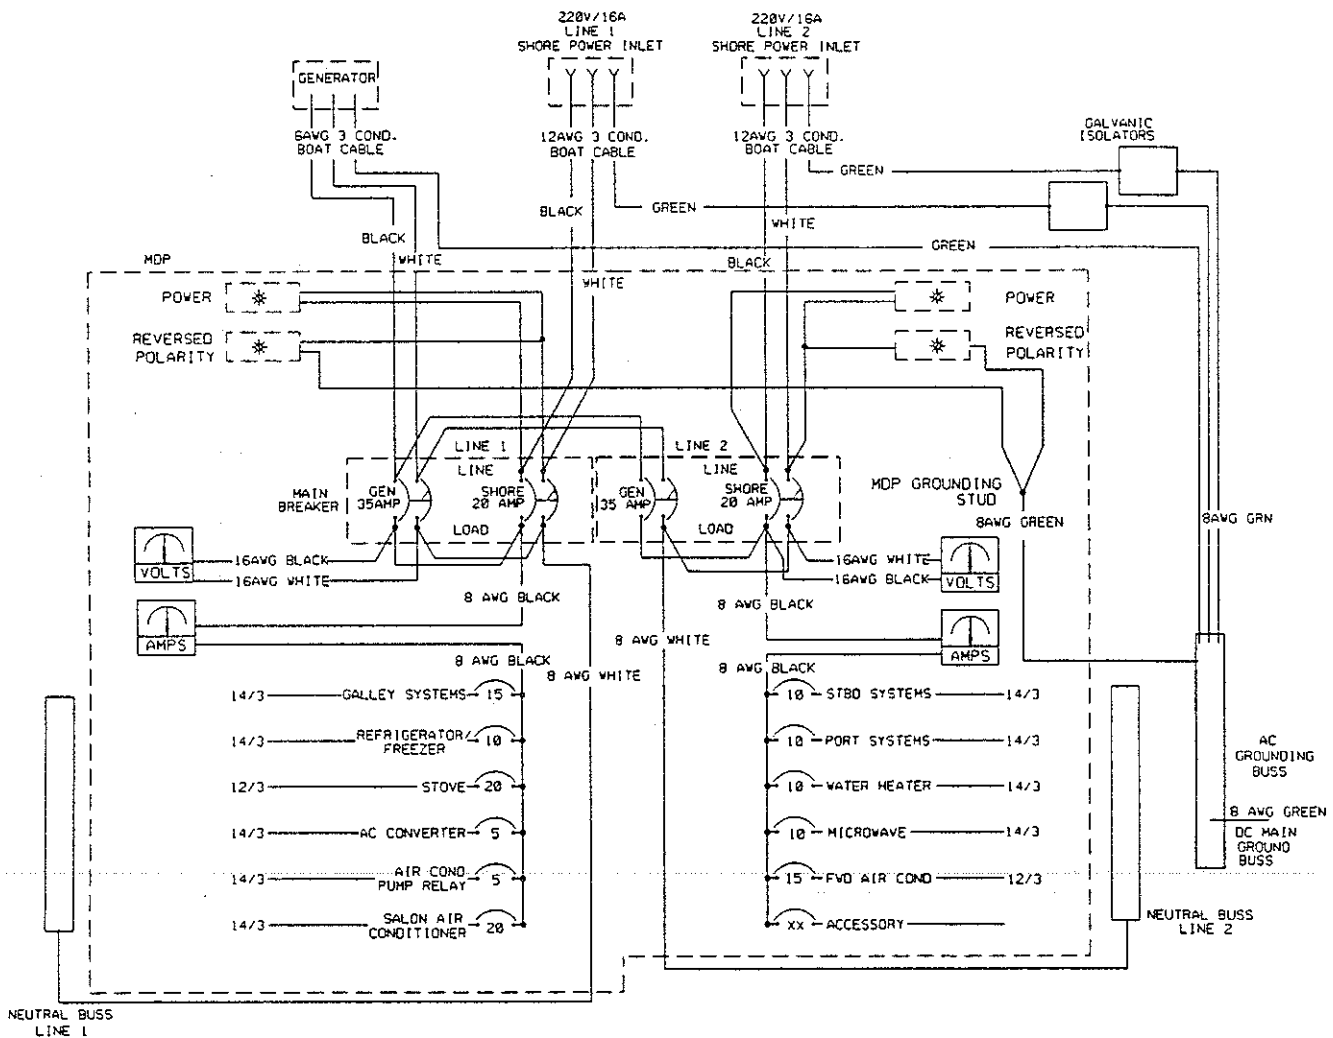 220V/16A
LINE 1
SHORE POWER INLET
220V/16A
LINE 2
SHORE POWER INLET
GENERATOR
6AWG 3 COND.
BOAT CABLE
12AWG 3 COND.
BOAT CABLE
12AWG 3 COND.
BOAT CABLE
GALVANIC
ISOLATORS
GREEN
BLACK
GREEN
WHITE
BLACK
GREEN
MDP
WHITE
BLACK
WHITE
POWER
POWER
REVERSED
POLARITY
REVERSED
POLARITY
LINE 1
LINE 2
LINE
LINE
MAIN
BREAKER
GEN
35AMP
SHORE
20 AMP
GEN
35 AMP
SHORE
20 AMP
MDP GROUNDING
STUD
LOAD
LOAD
8AWG GREEN
8AWG GRN
VOLTS
16AWG BLACK
16AWG WHITE
16AWG WHITE
16AWG BLACK
VOLTS
8 AWG BLACK
8 AWG BLACK
AMPS
8 AWG WHITE
AMPS
8 AWG BLACK
8 AWG WHITE
8 AWG BLACK
14/3 GALLEY SYSTEMS 15
10 STBD SYSTEMS 14/3
14/3 REFRIGERATOR/
FREEZER 10
10 PORT SYSTEMS 14/3
12/3 STOVE 20
10 WATER HEATER 14/3
14/3 AC CONVERTER 5
10 MICROWAVE 14/3
14/3 AIR COND
PUMP RELAY 5
15 FWD AIR COND 12/3
14/3 SALON AIR
CONDITIONER 20
XX ACCESSORY
AC
GROUNDING
BUSS
8 AWG GREEN
DC MAIN
GROUND
BUSS
NEUTRAL BUSS
LINE 2
NEUTRAL BUSS
LINE 1